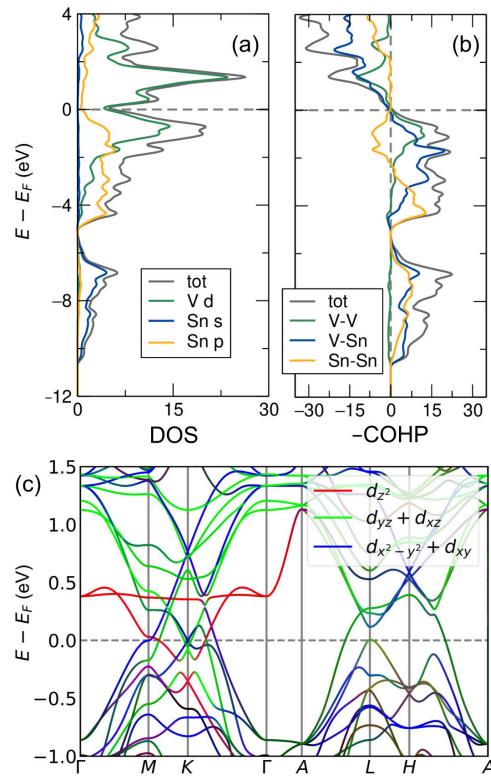 4
0
−4
−8
−12
E − E_F (eV)
(a)
tot
V d
Sn s
Sn p
0 15 30
DOS
(b)
tot
V-V
V-Sn
Sn-Sn
−30 −15 0 15 30
−COHP
(c)
1.5
1.0
0.5
0.0
−0.5
−1.0
E − E_F (eV)
d_{z^2}
d_{yz} + d_{xz}
d_{x^2−y^2} + d_{xy}
Γ M K Γ A L H A